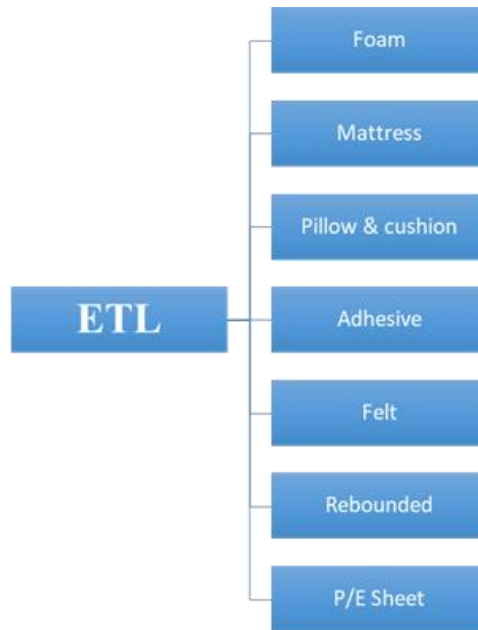 Foam
Mattress
Pillow & cushion
ETL
Adhesive
Felt
Rebounded
P/E Sheet